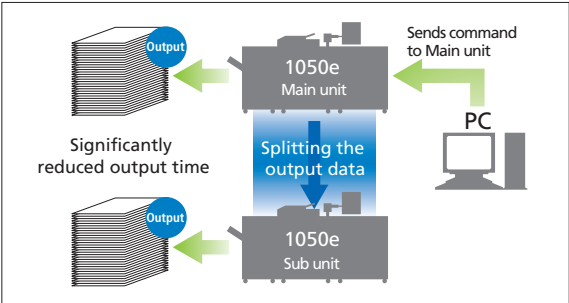 Sends command
to Main unit
Output
1050e
Main unit
PC
Significantly
reduced output time
Splitting the
output data
Output
1050e
Sub unit